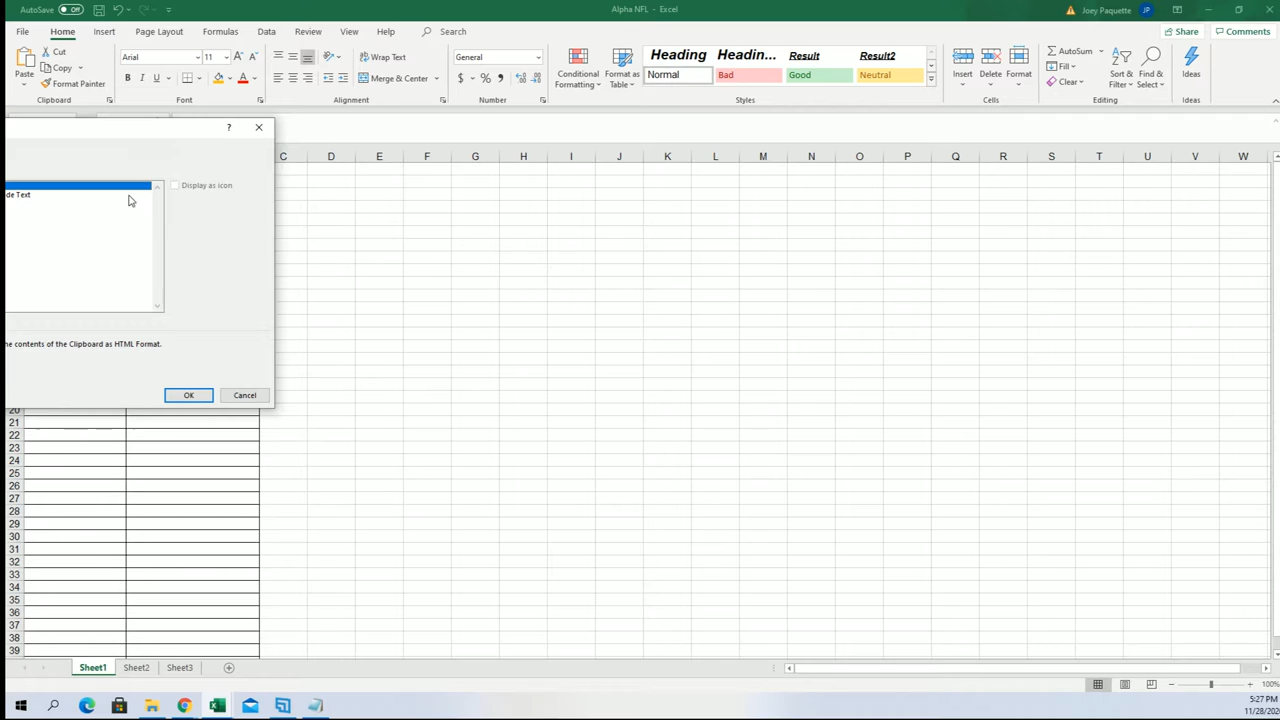 AutoSave Off Alpha NFL - Excel Joey Paquette JP
File Home Insert Page Layout Formulas Data Review View Help Search Share Comments
Paste Cut Copy Format Painter Clipboard
Arial 11 B I U A Font
Wrap Text Merge & Center Alignment
General $ % Number
Conditional Formatting Format as Table
Heading Headin... Result Result2
Normal Bad Good Neutral
Styles
Insert Delete Format Cells
AutoSum Fill Clear Sort & Filter Find & Select Editing
Ideas Ideas
? 
C D E F G H I J K L M N O P Q R S T U V W
Display as icon
de Text
he contents of the Clipboard as HTML Format.
OK Cancel
20
21
22
23
24
25
26
27
28
29
30
31
32
33
34
35
36
37
38
39
Sheet1 Sheet2 Sheet3
100%
5:27 PM
11/28/20